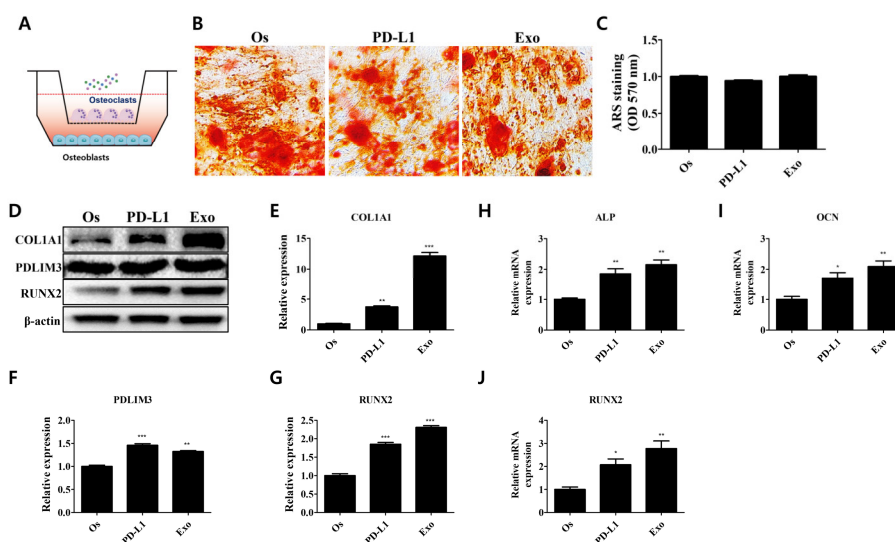 A
Osteoclasts
Osteoblasts
B
Os
PD-L1
Exo
C
ARS staining
(OD 570 nm)
1.5
1.0
0.5
0.0
Os
PD-L1
Exo
D
Os
PD-L1
Exo
COL1A1
PDLIM3
RUNX2
β-actin
E
COL1A1
Relative expression
15
10
5
0
**
***
Os
PD-L1
Exo
H
ALP
Relative mRNA
expression
3
2
1
0
**
**
Os
PD-L1
Exo
I
OCN
Relative mRNA
expression
3
2
1
0
*
**
Os
PD-L1
Exo
F
PDLIM3
Relative expression
2.0
1.5
1.0
0.5
0.0
***
**
Os
PD-L1
Exo
G
RUNX2
Relative expression
2.5
2.0
1.5
1.0
0.5
0.0
***
***
Os
PD-L1
Exo
J
RUNX2
Relative mRNA
expression
4
3
2
1
0
*
**
Os
PD-L1
Exo